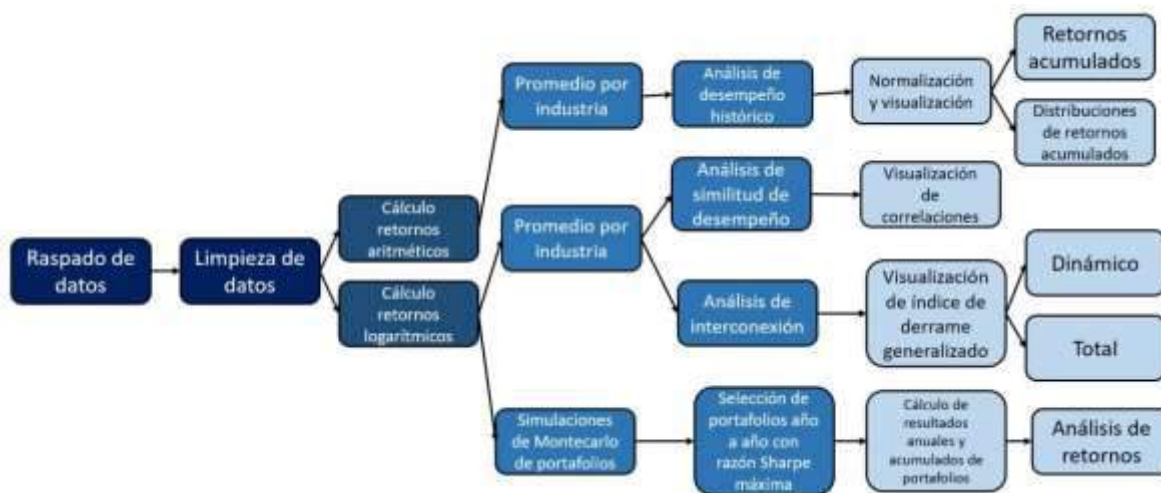 Raspado de
datos
Limpieza de
datos
Cálculo
retornos
aritméticos
Cálculo
retornos
logarítmicos
Promedio por
industria
Análisis de
desempeño
histórico
Normalización
y visualización
Retornos
acumulados
Distribuciones
de retornos
acumulados
Promedio por
industria
Análisis de
similitud de
desempeño
Visualización
de
correlaciones
Análisis de
interconexión
Visualización
de índice de
derrame
generalizado
Dinámico
Total
Simulaciones
de Montecarlo
de portafolios
Selección de
portafolios año
a año con
razón Sharpe
máxima
Cálculo de
resultados
anuales y
acumulados de
portafolios
Análisis de
retornos